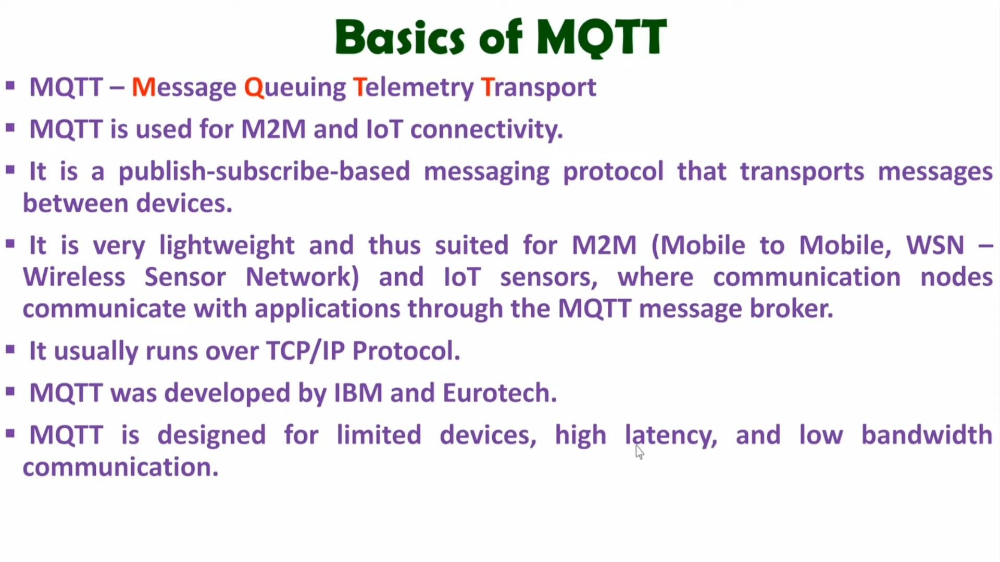 Basics of MQTT
▪ MQTT – Message Queuing Telemetry Transport
▪ MQTT is used for M2M and IoT connectivity.
▪ It is a publish-subscribe-based messaging protocol that transports messages
between devices.
▪ It is very lightweight and thus suited for M2M (Mobile to Mobile, WSN –
Wireless Sensor Network) and IoT sensors, where communication nodes
communicate with applications through the MQTT message broker.
▪ It usually runs over TCP/IP Protocol.
▪ MQTT was developed by IBM and Eurotech.
▪ MQTT is designed for limited devices, high latency, and low bandwidth
communication.